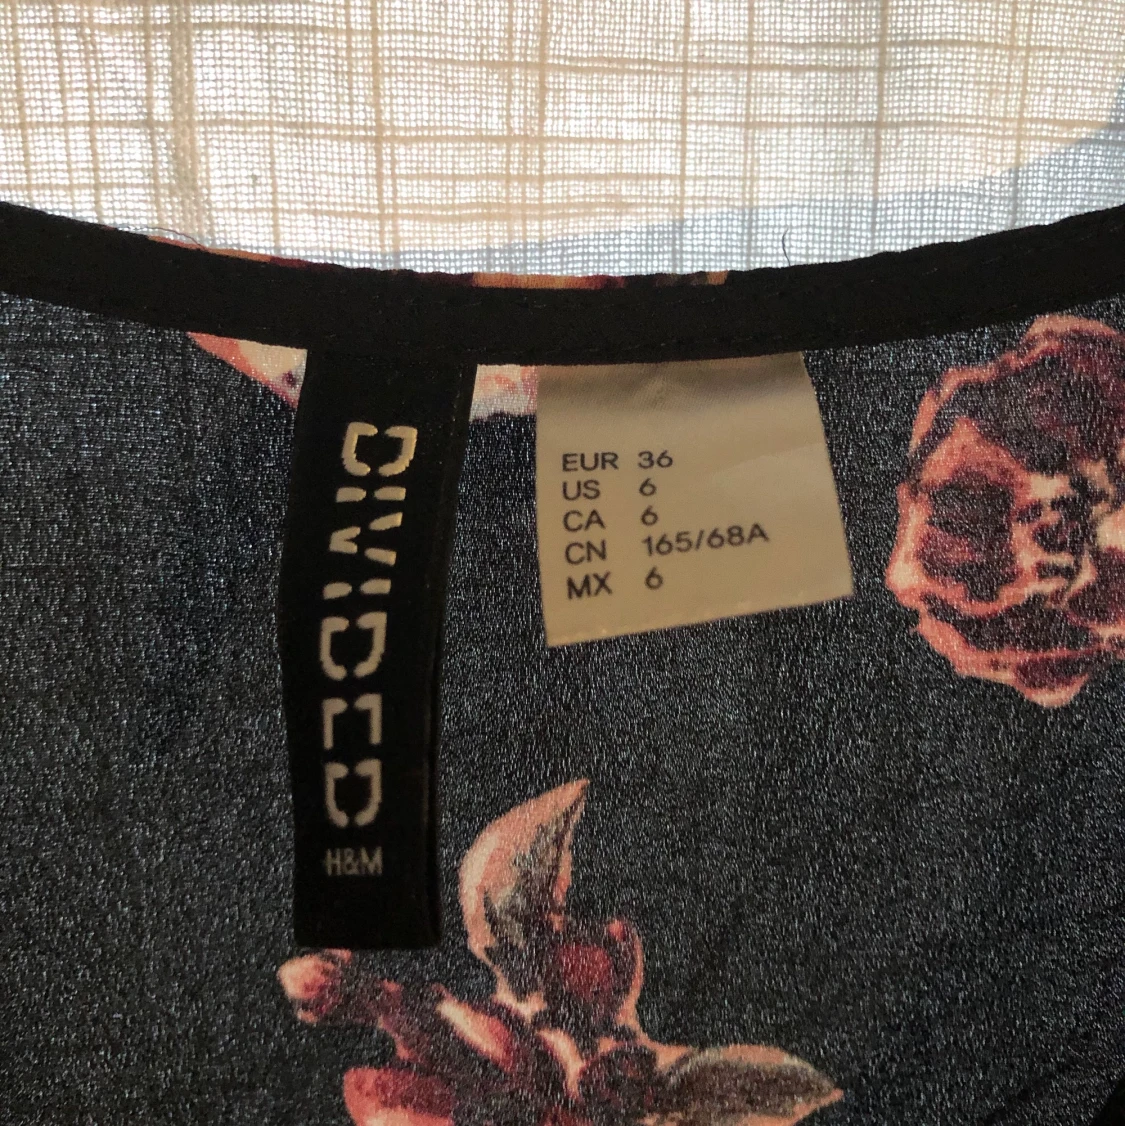 DIVIDED
H&M
EUR 36
US 6
CA 6
CN 165/68A
MX 6